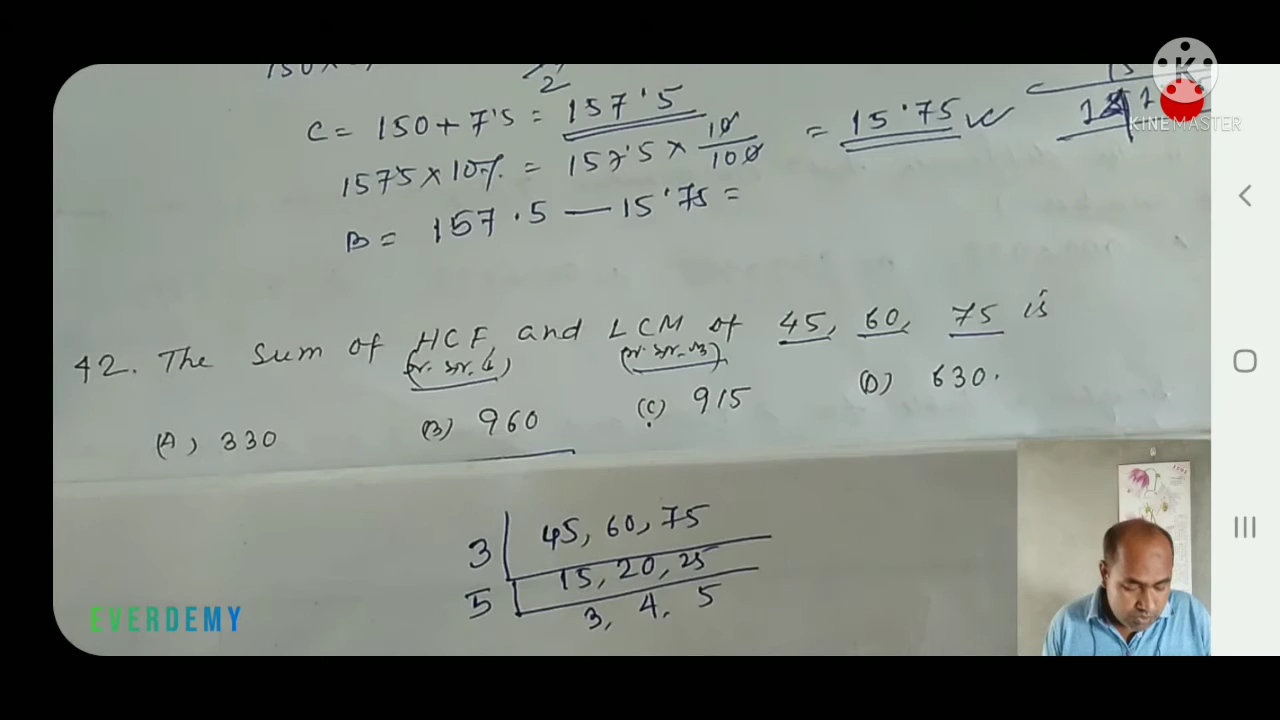 2
C = 150 + 7.5 = 157.5
1575 x 10% = 157.5 x 10/100 = 15.75
B = 157.5 — 15.75 =
KINEMASTER
42. The Sum of HCF and LCM of 45, 60, 75 is
(A) 330 (B) 960 (C) 915 (D) 630.
3 45, 60, 75
5 15, 20, 25
3, 4, 5
EVERDEMY